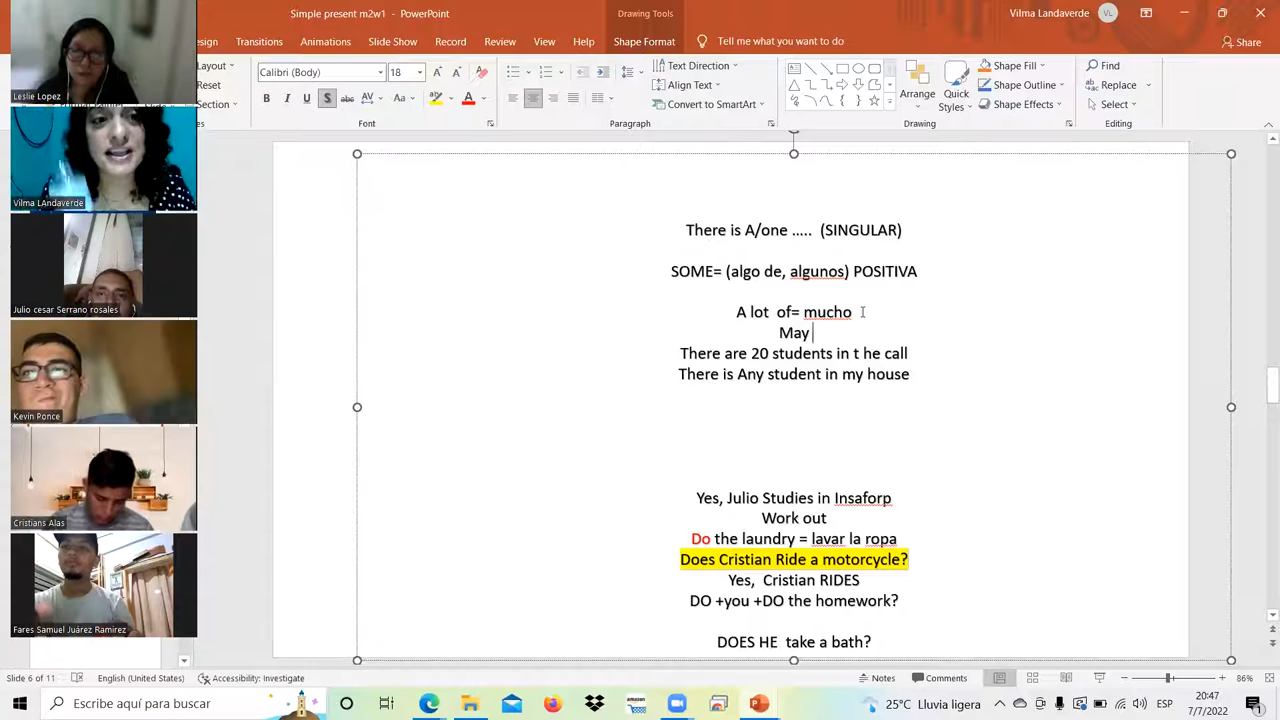 Simple present m2w1 - PowerPoint
Drawing Tools
Vilma Landaverde
VL
esign
Transitions
Animations
Slide Show
Record
Review
View
Help
Shape Format
Tell me what you want to do
Share
Layout
Reset
Section
Calibri (Body)
18
Font
Text Direction
Align Text
Convert to SmartArt
Paragraph
Arrange
Quick
Styles
Shape Fill
Shape Outline
Shape Effects
Drawing
Find
Replace
Select
Editing
Leslie Lopez
Vilma LAndaverde
Julio cesar Serrano rosales
Kevin Ponce
Cristians Alas
Fares Samuel Juárez Ramirez
There is A/one ..... (SINGULAR)
SOME= (algo de, algunos) POSITIVA
A lot of= mucho
May
There are 20 students in t he call
There is Any student in my house
Yes, Julio Studies in Insaforp
Work out
Do the laundry = lavar la ropa
Does Cristian Ride a motorcycle?
Yes, Cristian RIDES
DO +you +DO the homework?
DOES HE take a bath?
Slide 6 of 11
English (United States)
Accessibility: Investigate
Notes
Comments
86%
Escribe aquí para buscar
amazon
25°C Lluvia ligera
ESP
20:47
7/7/2022
1